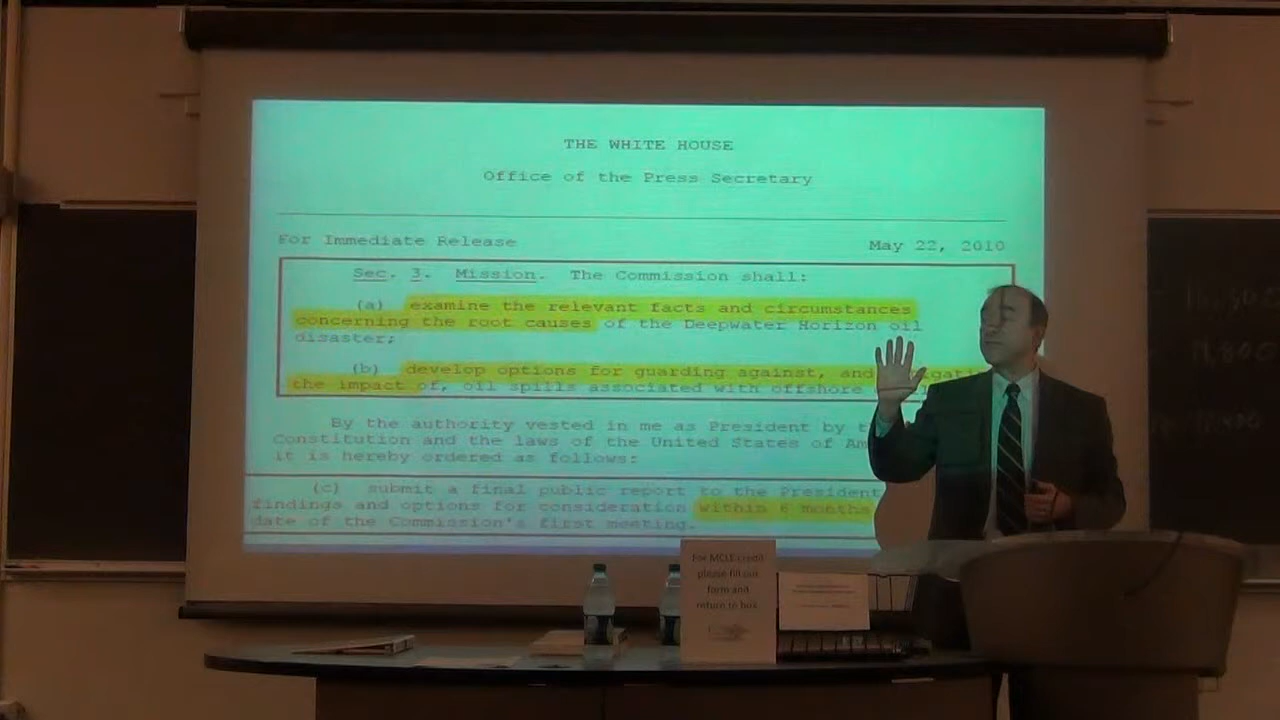 THE WHITE HOUSE
Office of the Press Secretary
For Immediate Release
May 22, 2010
Sec. 3. Mission. The Commission shall:
(a) examine the relevant facts and circumstances
concerning the root causes of the Deepwater Horizon oil
disaster;
(b) develop options for guarding against, and
the impact of, oil spills associated with offshore
By the authority vested in me as President by
Constitution and the laws of the United States of
it is hereby ordered as follows:
(c) submit a final public report to the President
findings and options for consideration within 6 months
date of the Commission's first meeting.
For MCLE credit
please fill out
form and
return to box